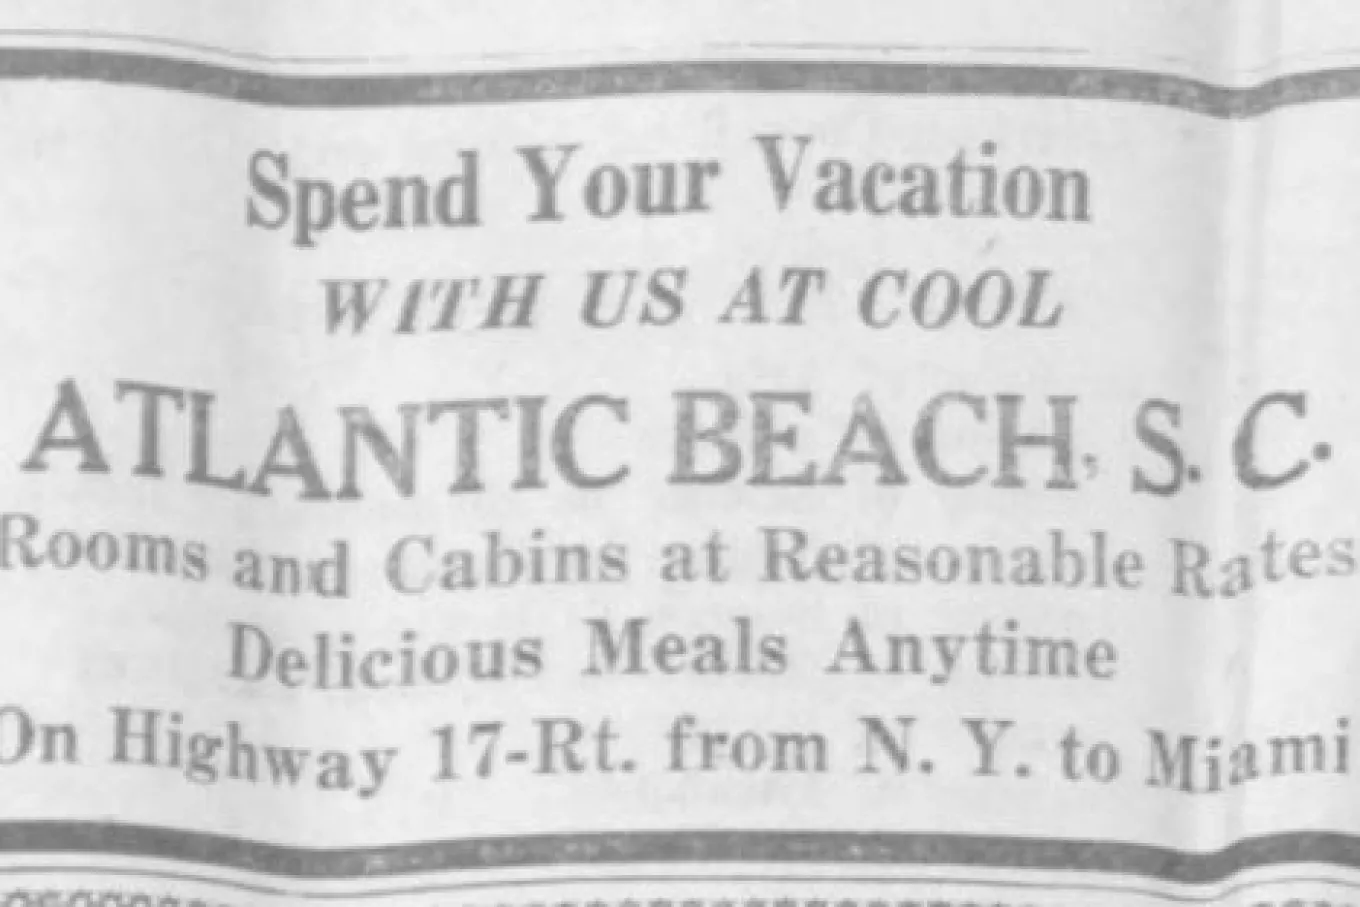 Spend Your Vacation
WITH US AT COOL
ATLANTIC BEACH, S. C.
Rooms and Cabins at Reasonable Rates
Delicious Meals Anytime
On Highway 17-Rt. from N. Y. to Miami